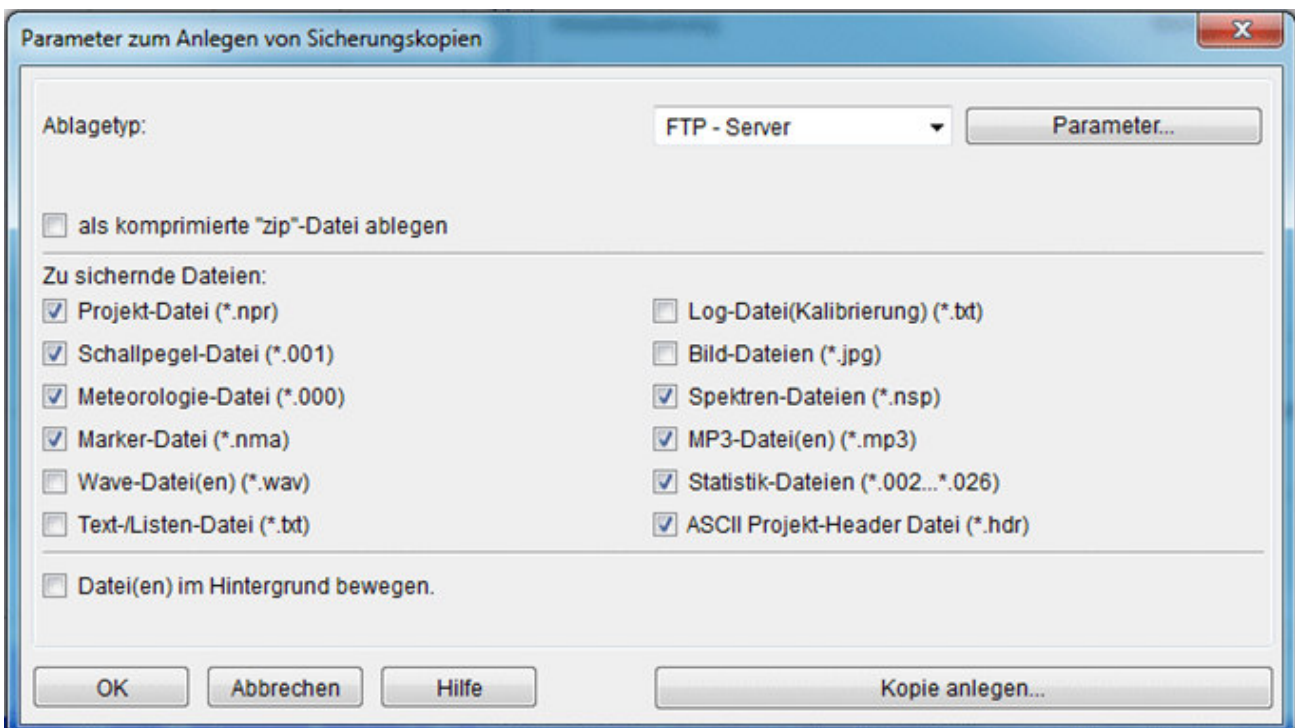 Parameter zum Anlegen von Sicherungskopien
Ablagetyp:
FTP - Server
Parameter...
als komprimierte "zip"-Datei ablegen
Zu sichernde Dateien:
Projekt-Datei (*.npr)
Log-Datei(Kalibrierung) (*.txt)
Schallpegel-Datei (*.001)
Bild-Dateien (*.jpg)
Meteorologie-Datei (*.000)
Spektren-Dateien (*.nsp)
Marker-Datei (*.nma)
MP3-Datei(en) (*.mp3)
Wave-Datei(en) (*.wav)
Statistik-Dateien (*.002...*.026)
Text-/Listen-Datei (*.txt)
ASCII Projekt-Header Datei (*.hdr)
Datei(en) im Hintergrund bewegen.
OK
Abbrechen
Hilfe
Kopie anlegen...